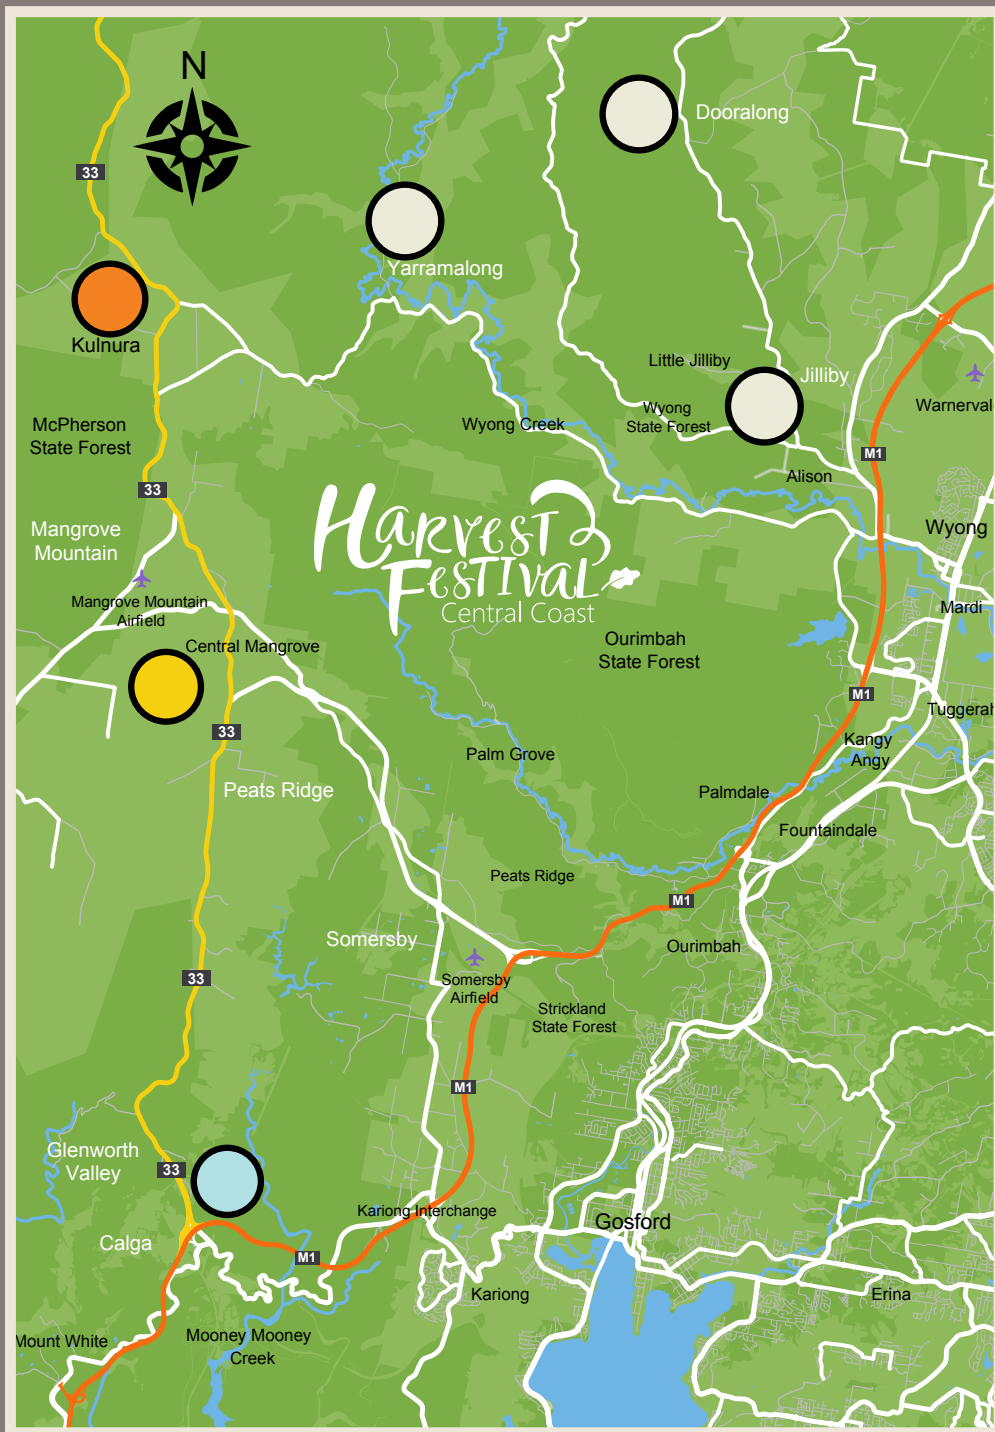 N
Dooralong
33
Yarramalong
Kulnura
Little Jilliby
Jilliby
Wyong
State Forest
McPherson
State Forest
Wyong Creek
M1
Alison
33
Mangrove
Mountain
Harvest
Festival
Central Coast
Wyong
Mangrove Mountain
Airfield
Mardi
Central Mangrove
Ourimbah
State Forest
M1
33
Kangy
Angy
Palm Grove
Peats Ridge
Palmdale
Fountaindale
Peats Ridge
M1
Somersby
Ourimbah
33
Somersby
Airfield
Strickland
State Forest
M1
Glenworth
Valley
33
Kariong Interchange
Gosford
Calga
M1
Kariong
Erina
Mount White
Mooney Mooney
Creek